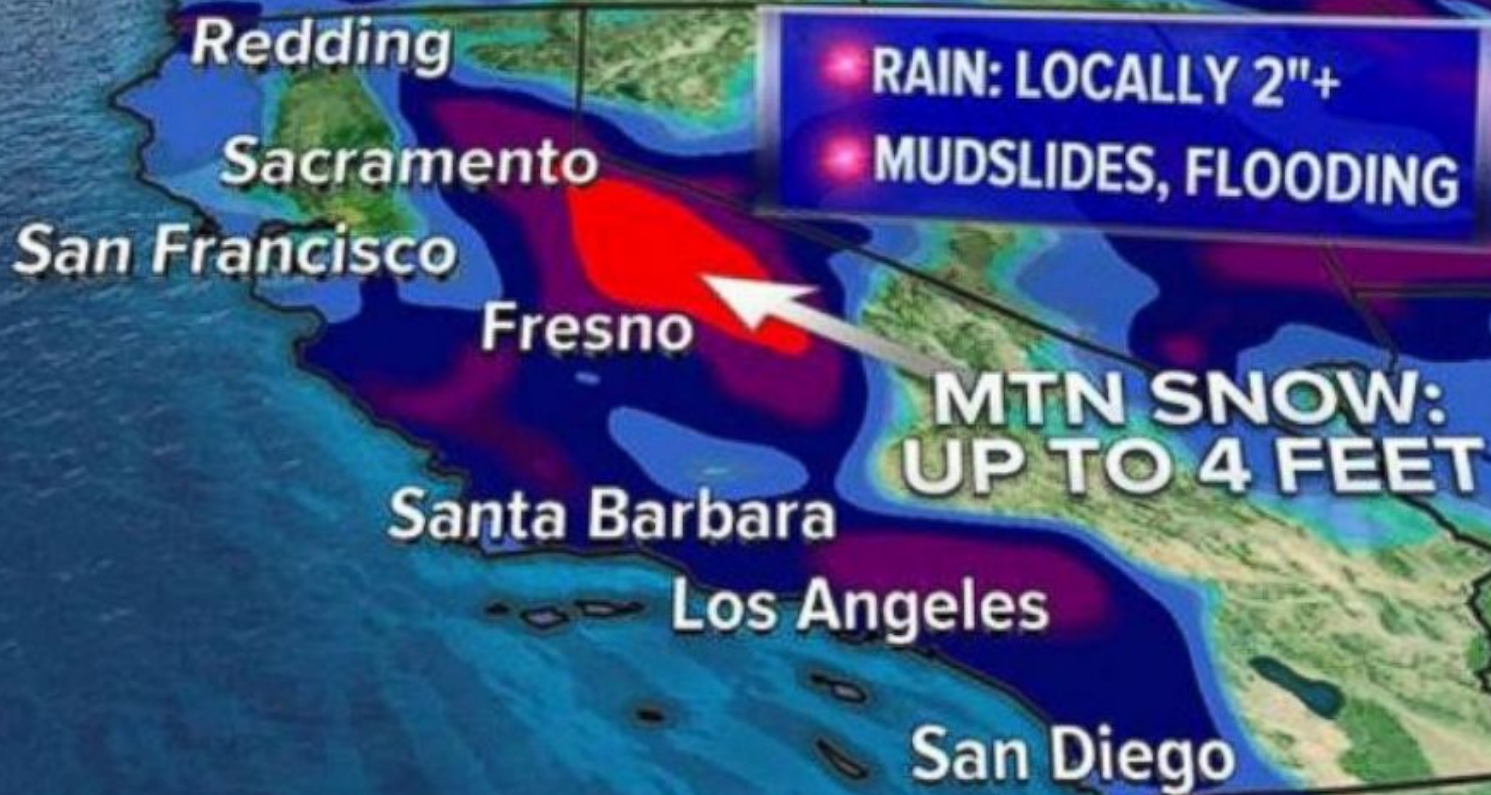 Redding
RAIN: LOCALLY 2"+
Sacramento
MUDSLIDES, FLOODING
San Francisco
Fresno
MTN SNOW:
UP TO 4 FEET
Santa Barbara
Los Angeles
San Diego